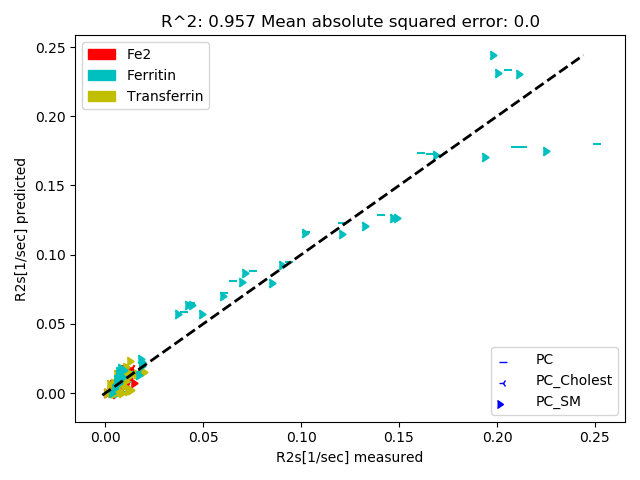 R^2: 0.957 Mean absolute squared error: 0.0
Fe2
Ferritin
Transferrin
R2s[1/sec] predicted
0.25
0.20
0.15
0.10
0.05
0.00
PC
PC_Cholest
PC_SM
0.00 0.05 0.10 0.15 0.20 0.25
R2s[1/sec] measured